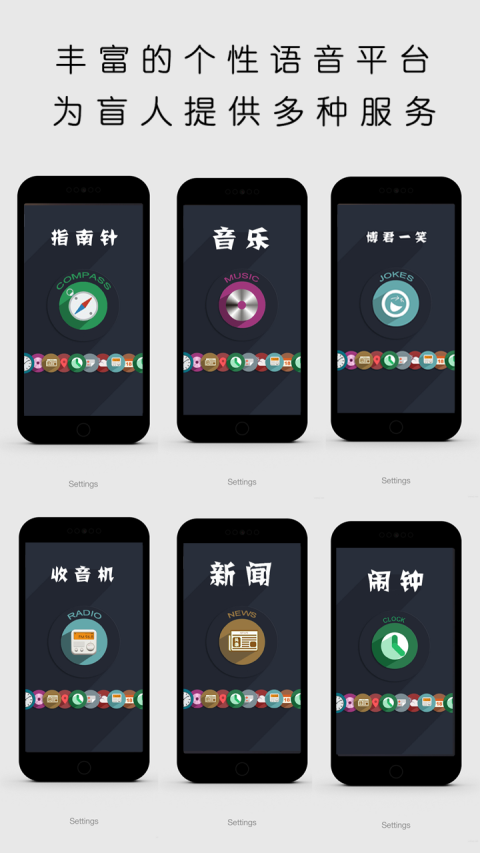 丰富的个性语音平台
为盲人提供多种服务
指南针
COMPASS
音乐
MUSIC
博君一笑
JOKES
Settings
Settings
Settings
收音机
RADIO
新闻
NEWS
闹钟
CLOCK
Settings
Settings
Settings